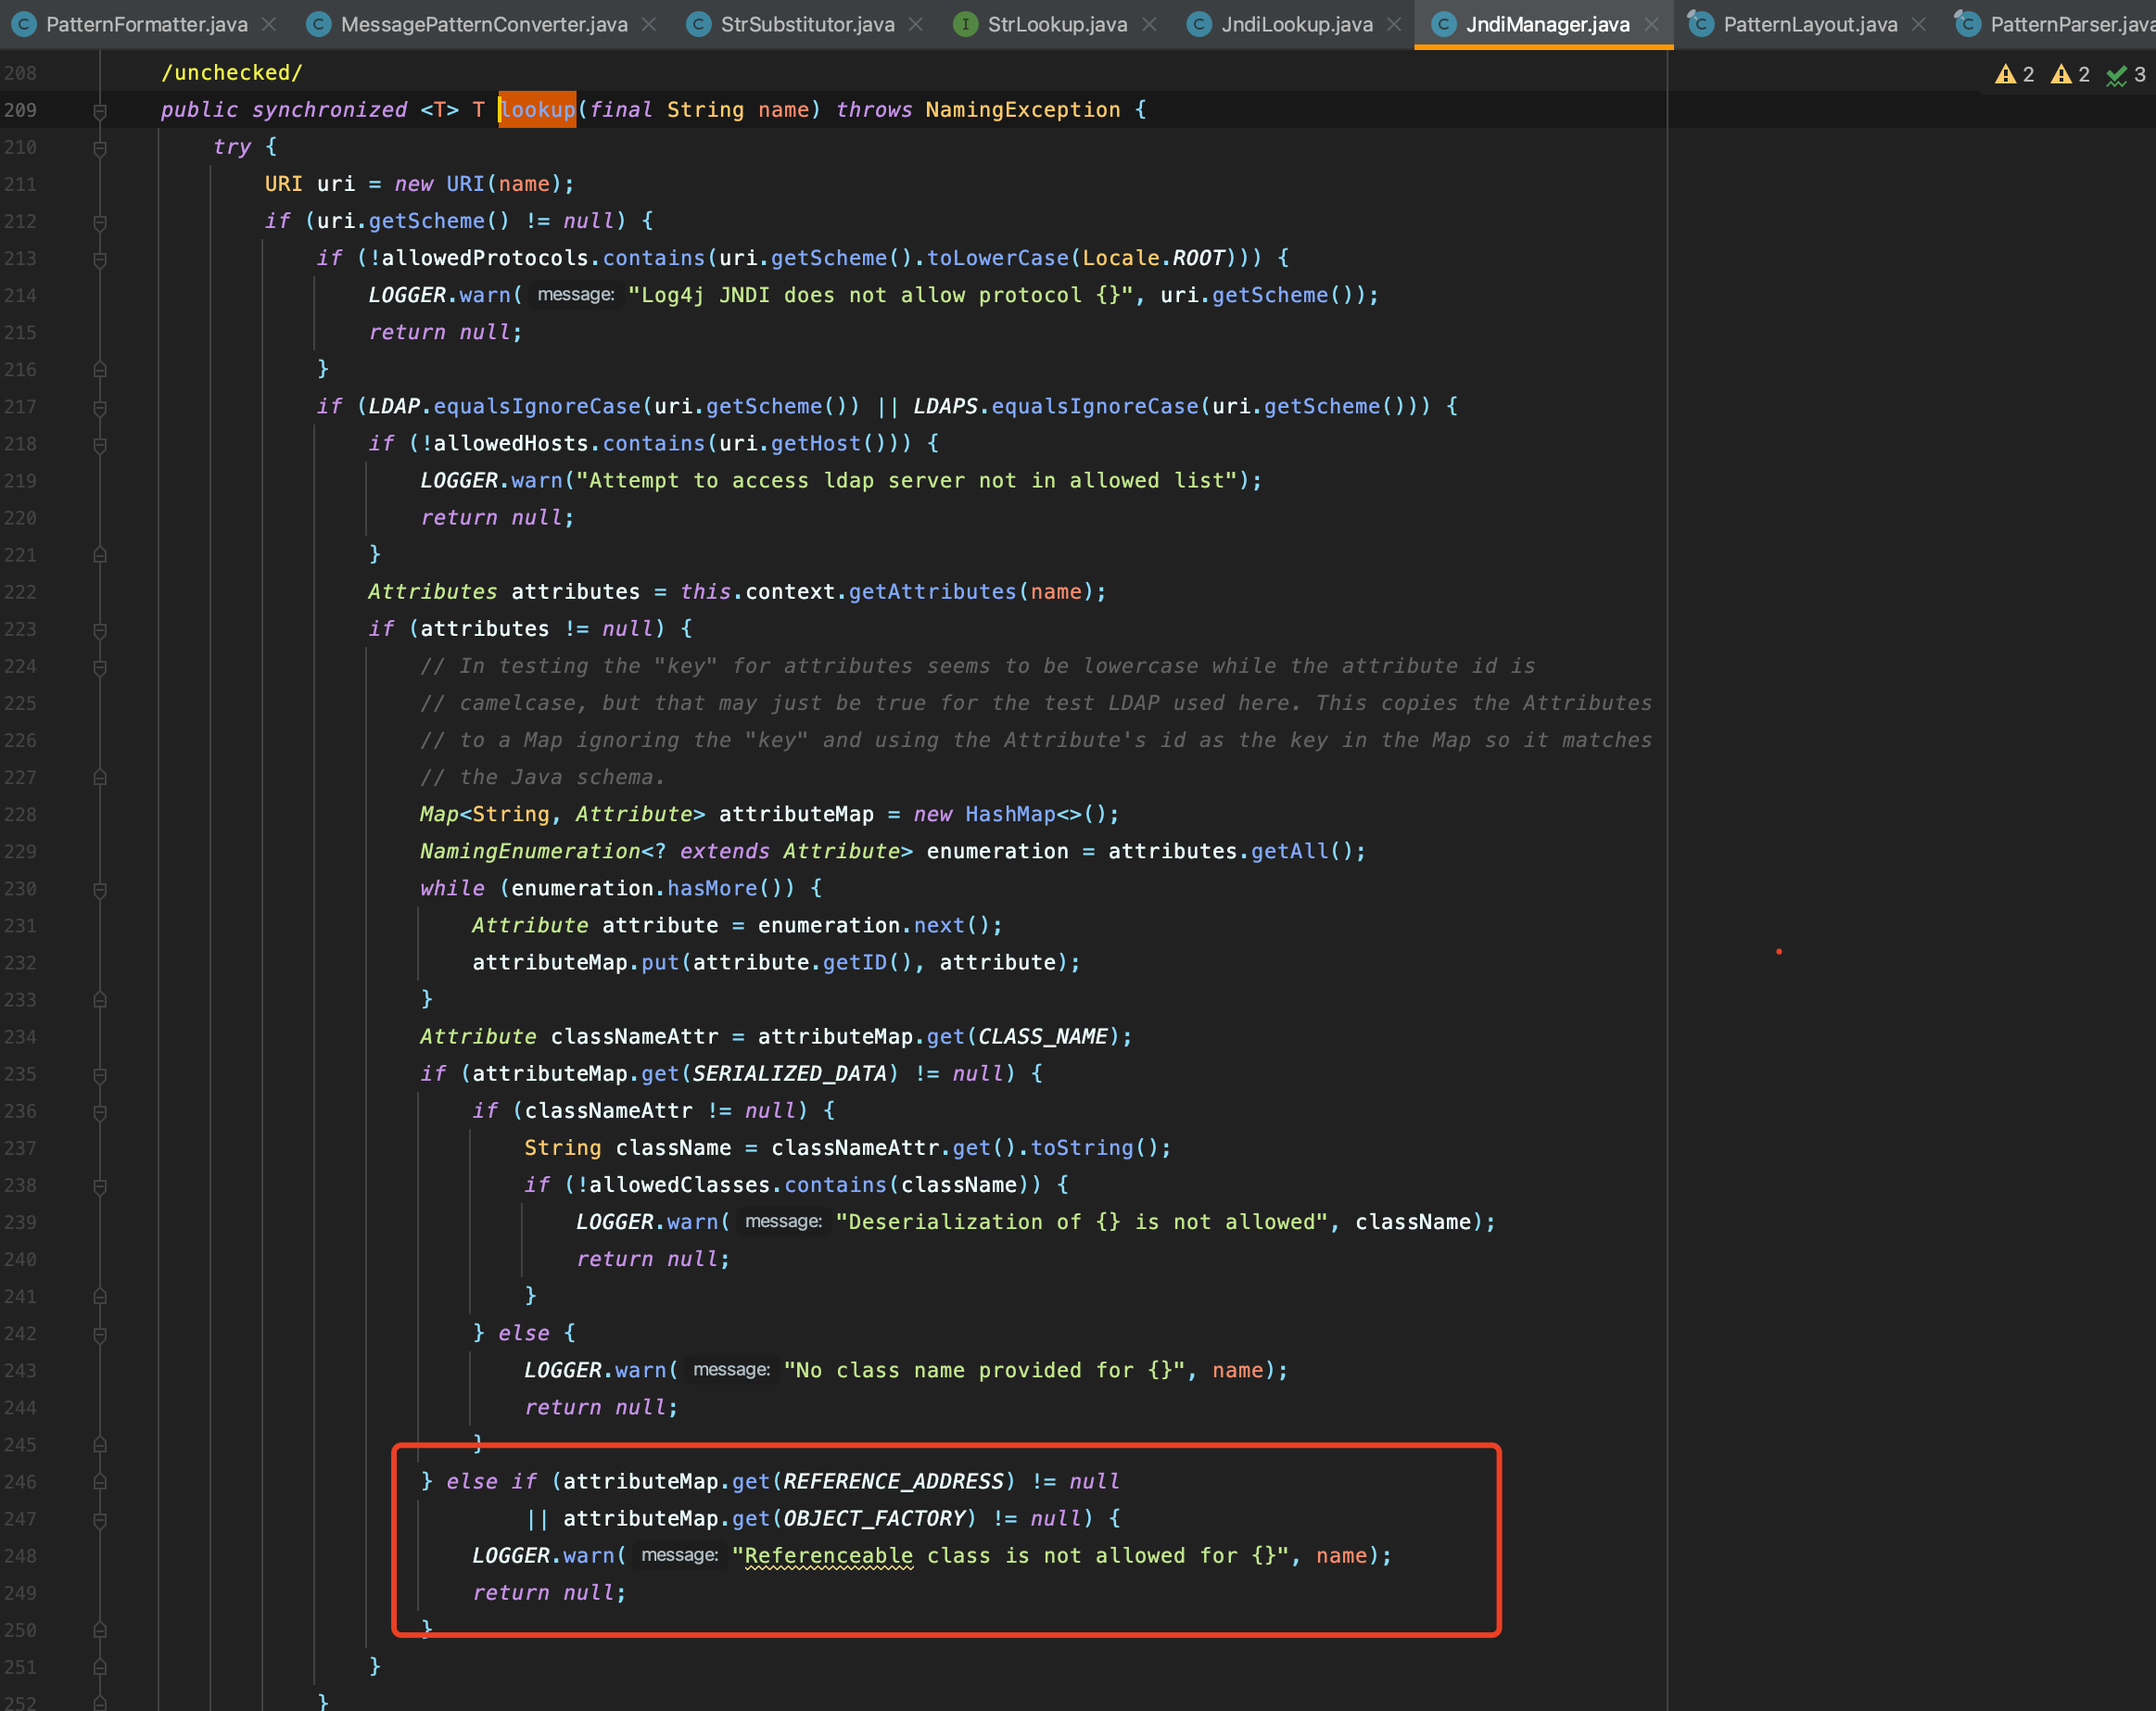 PatternFormatter.java MessagePatternConverter.java StrSubstitutor.java StrLookup.java JndiLookup.java JndiManager.java PatternLayout.java PatternParser.java
2 2 3
208 /unchecked/
209 public synchronized <T> T lookup(final String name) throws NamingException {
210 try {
211 URI uri = new URI(name);
212 if (uri.getScheme() != null) {
213 if (!allowedProtocols.contains(uri.getScheme().toLowerCase(Locale.ROOT))) {
214 LOGGER.warn( message: "Log4j JNDI does not allow protocol {}", uri.getScheme());
215 return null;
216 }
217 if (LDAP.equalsIgnoreCase(uri.getScheme()) || LDAPS.equalsIgnoreCase(uri.getScheme())) {
218 if (!allowedHosts.contains(uri.getHost())) {
219 LOGGER.warn("Attempt to access ldap server not in allowed list");
220 return null;
221 }
222 Attributes attributes = this.context.getAttributes(name);
223 if (attributes != null) {
224 // In testing the "key" for attributes seems to be lowercase while the attribute id is
225 // camelcase, but that may just be true for the test LDAP used here. This copies the Attributes
226 // to a Map ignoring the "key" and using the Attribute's id as the key in the Map so it matches
227 // the Java schema.
228 Map<String, Attribute> attributeMap = new HashMap<>();
229 NamingEnumeration<? extends Attribute> enumeration = attributes.getAll();
230 while (enumeration.hasMore()) {
231 Attribute attribute = enumeration.next();
232 attributeMap.put(attribute.getID(), attribute);
233 }
234 Attribute classNameAttr = attributeMap.get(CLASS_NAME);
235 if (attributeMap.get(SERIALIZED_DATA) != null) {
236 if (classNameAttr != null) {
237 String className = classNameAttr.get().toString();
238 if (!allowedClasses.contains(className)) {
239 LOGGER.warn( message: "Deserialization of {} is not allowed", className);
240 return null;
241 }
242 } else {
243 LOGGER.warn( message: "No class name provided for {}", name);
244 return null;
245 }
246 } else if (attributeMap.get(REFERENCE_ADDRESS) != null
247 || attributeMap.get(OBJECT_FACTORY) != null) {
248 LOGGER.warn( message: "Referenceable class is not allowed for {}", name);
249 return null;
250 }
251 }
252 }